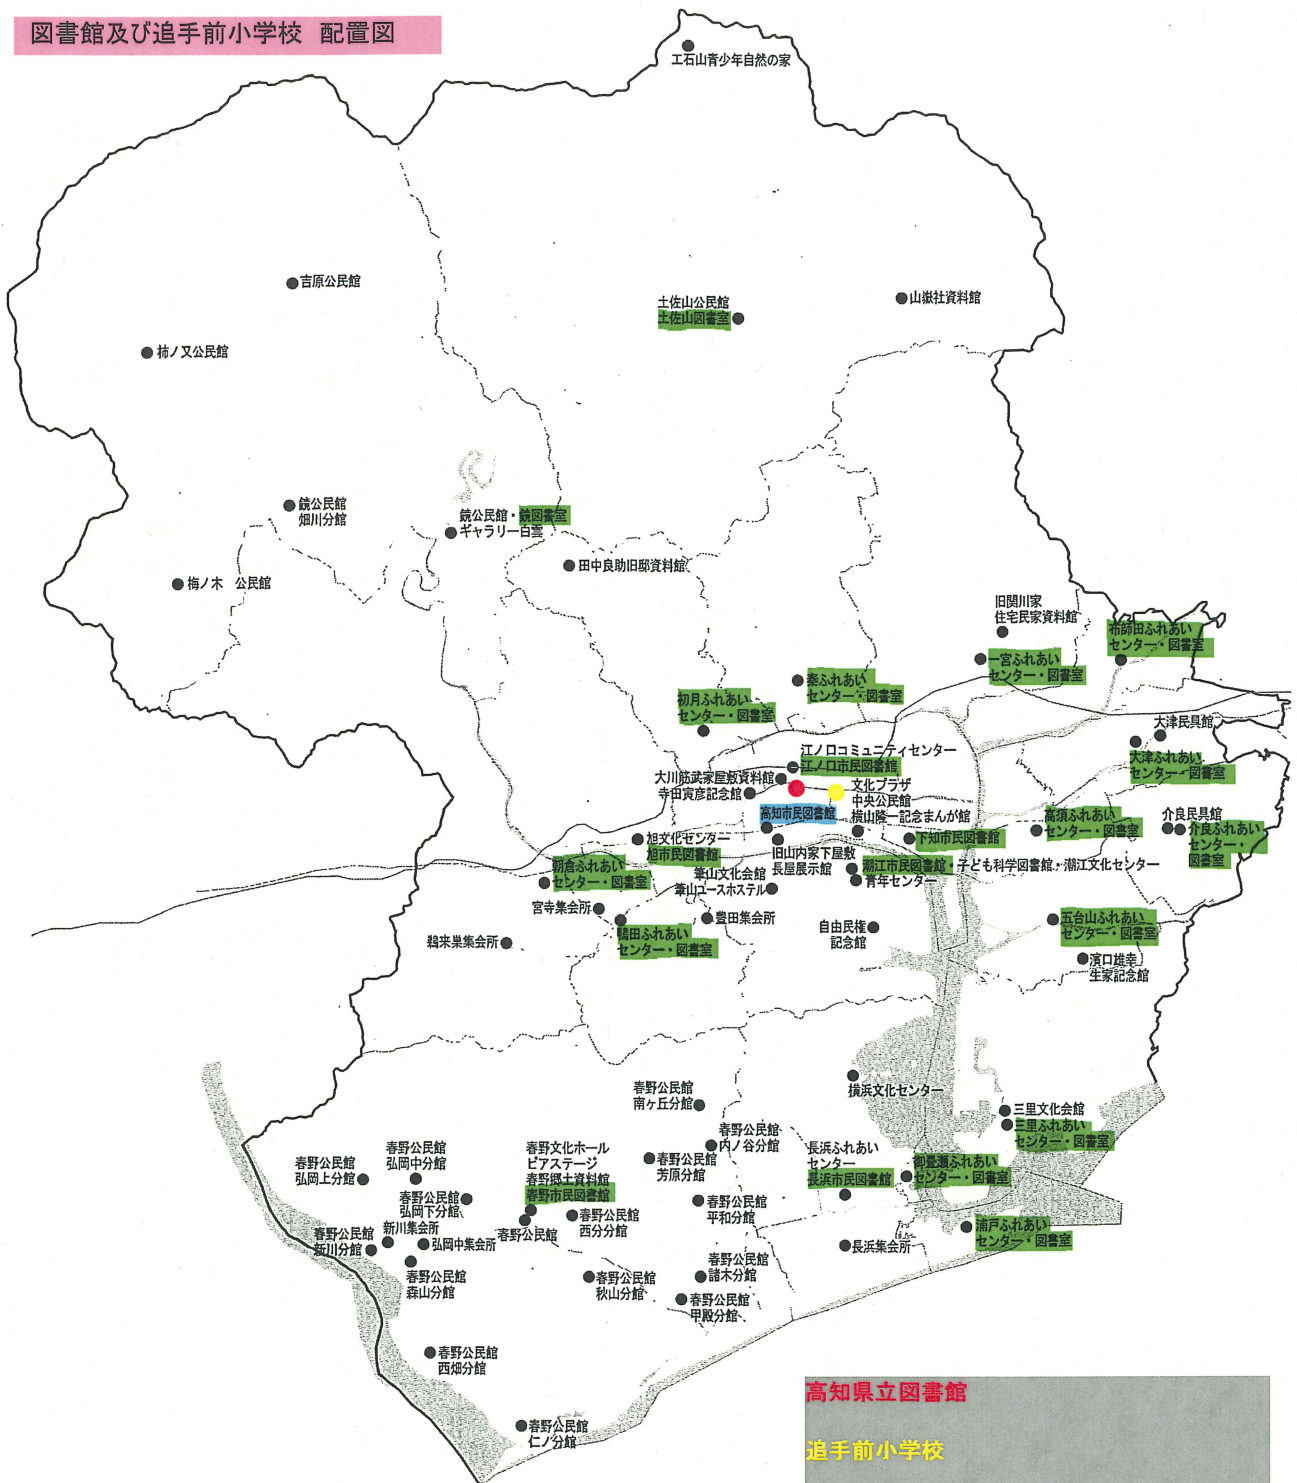 図書館及び追手前小学校 配置図
工石山青少年自然の家
吉原公民館
土佐山公民館
土佐山図書室
山嶽社資料館
柿ノ又公民館
鏡公民館
畑川分館
鏡公民館・鏡図書室
ギャラリー白雲
田中良助旧邸資料館
梅ノ木 公民館
旧関川家
住宅民家資料館
布師田ふれあい
センター・図書室
一宮ふれあい
センター・図書室
秦ふれあい
センター・図書室
初月ふれあい
センター・図書室
大津民具館
大津ふれあい
センター・図書室
江ノ口コミュニティセンター
江ノ口市民図書館
大川筋武家屋敷資料館
寺田寅彦記念館
文化プラザ
中央公民館
横山隆一記念まんが館
高知市民図書館
下知市民図書館
高須ふれあい
センター・図書室
介良民具館
介良ふれあい
センター・
図書室
旭文化センター
旭市民図書館
旧山内家下屋敷
長屋展示館
潮江市民図書館・子ども科学図書館・潮江文化センター
青年センター
朝倉ふれあい
センター・図書室
筆山文化会館
筆山ユースホステル
宮寺集会所
豊田集会所
鴨田ふれあい
センター・図書室
鵜来巣集会所
自由民権
記念館
五台山ふれあい
センター・図書室
濱口雄幸
生家記念館
横浜文化センター
春野公民館
南ヶ丘分館
三里文化会館
三里ふれあい
センター・図書室
春野公民館
内ノ谷分館
春野公民館
芳原分館
長浜ふれあい
センター
長浜市民図書館
御畳瀬ふれあい
センター・図書室
春野公民館
弘岡中分館
春野公民館
弘岡上分館
春野文化ホール
ピアステージ
春野郷土資料館
春野市民図書館
春野公民館
弘岡下分館
春野公民館
西分分館
春野公民館
平和分館
春野公民館
新川集会所
弘岡中集会所
春野公民館
新川分館
浦戸ふれあい
センター・図書室
長浜集会所
春野公民館
森山分館
春野公民館
秋山分館
春野公民館
諸木分館
春野公民館
甲殿分館
春野公民館
西畑分館
春野公民館
仁ノ分館
高知県立図書館
追手前小学校